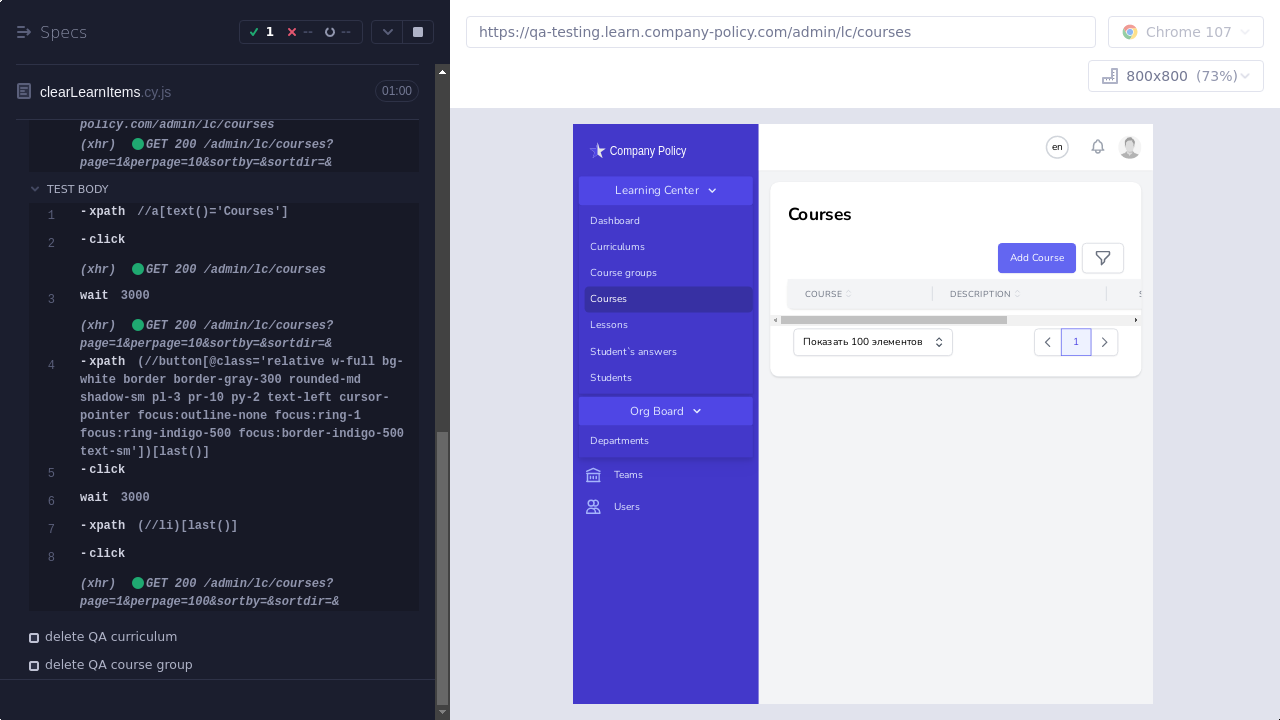 Specs
1
--
--
https://qa-testing.learn.company-policy.com/admin/lc/courses
Chrome 107
800x800 (73%)
clearLearnItems.cy.js
01:00
policy.com/admin/lc/courses
(xhr) GET 200 /admin/lc/courses?
page=1&perpage=10&sortby=&sortdir=&
TEST BODY
1 -xpath //a[text()='Courses']
2 -click
(xhr) GET 200 /admin/lc/courses
3 wait 3000
(xhr) GET 200 /admin/lc/courses?
page=1&perpage=10&sortby=&sortdir=&
4 -xpath (//button[@class='relative w-full bg-
white border border-gray-300 rounded-md
shadow-sm pl-3 pr-10 py-2 text-left cursor-
pointer focus:outline-none focus:ring-1
focus:ring-indigo-500 focus:border-indigo-500
text-sm'])[last()]
5 -click
6 wait 3000
7 -xpath (//li)[last()]
8 -click
(xhr) GET 200 /admin/lc/courses?
page=1&perpage=100&sortby=&sortdir=&
delete QA curriculum
delete QA course group
Company Policy
Learning Center
Dashboard
Curriculums
Course groups
Courses
Lessons
Student`s answers
Students
Org Board
Departments
Teams
Users
en
Courses
Add Course
COURSE
DESCRIPTION
Показать 100 элементов
1